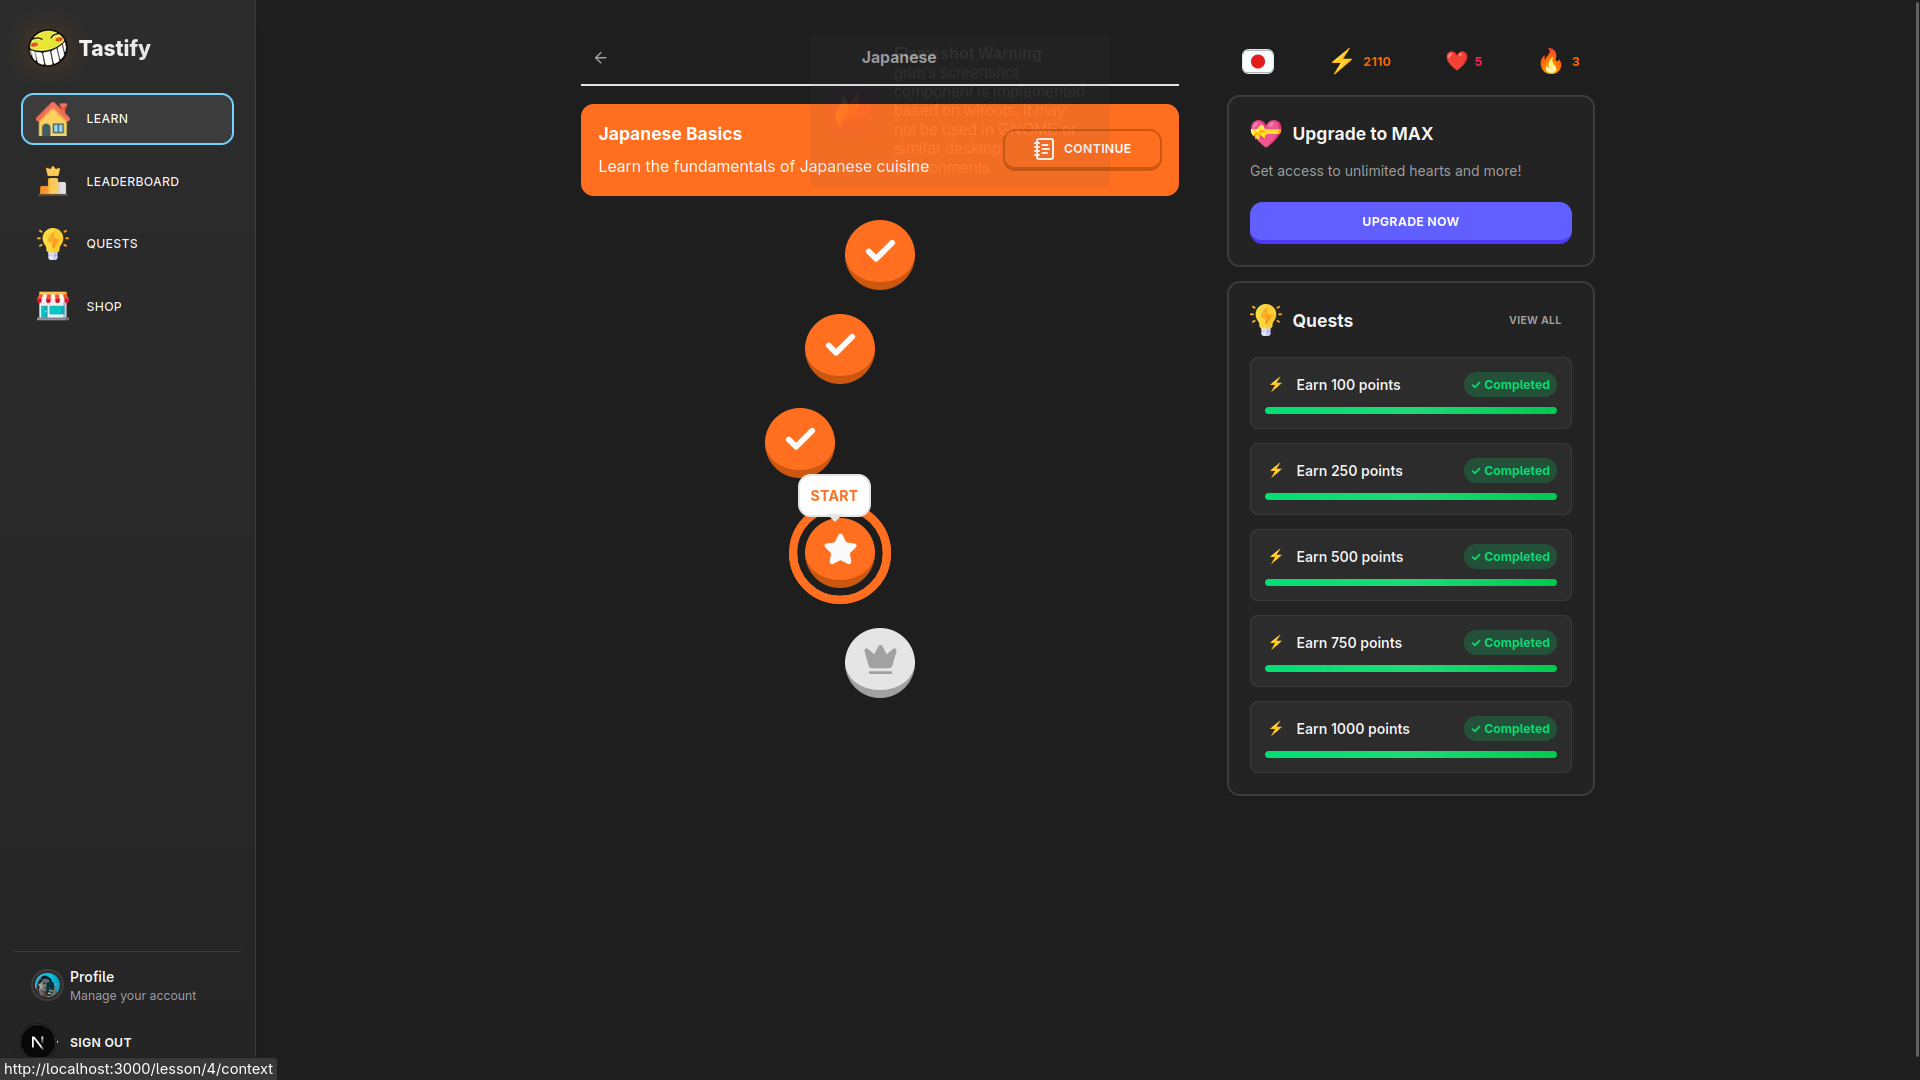 Tastify
LEARN
LEADERBOARD
QUESTS
SHOP
Profile
Manage your account
N
SIGN OUT
http://localhost:3000/lesson/4/context
Japanese
Flameshot Warning
grim's screenshot
component is implemented
based on wlroots, it may
not be used in GNOME or
similar desktop
environments
Japanese Basics
Learn the fundamentals of Japanese cuisine
CONTINUE
START
2110
5
3
Upgrade to MAX
Get access to unlimited hearts and more!
UPGRADE NOW
Quests
VIEW ALL
Earn 100 points
Completed
Earn 250 points
Completed
Earn 500 points
Completed
Earn 750 points
Completed
Earn 1000 points
Completed